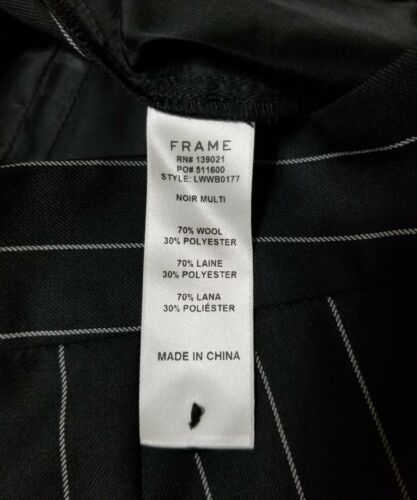 FRAME
RN# 139021
PO# 511600
STYLE: LWWB0177
NOIR MULTI
70% WOOL
30% POLYESTER
70% LAINE
30% POLYESTER
70% LANA
30% POLIÉSTER
MADE IN CHINA